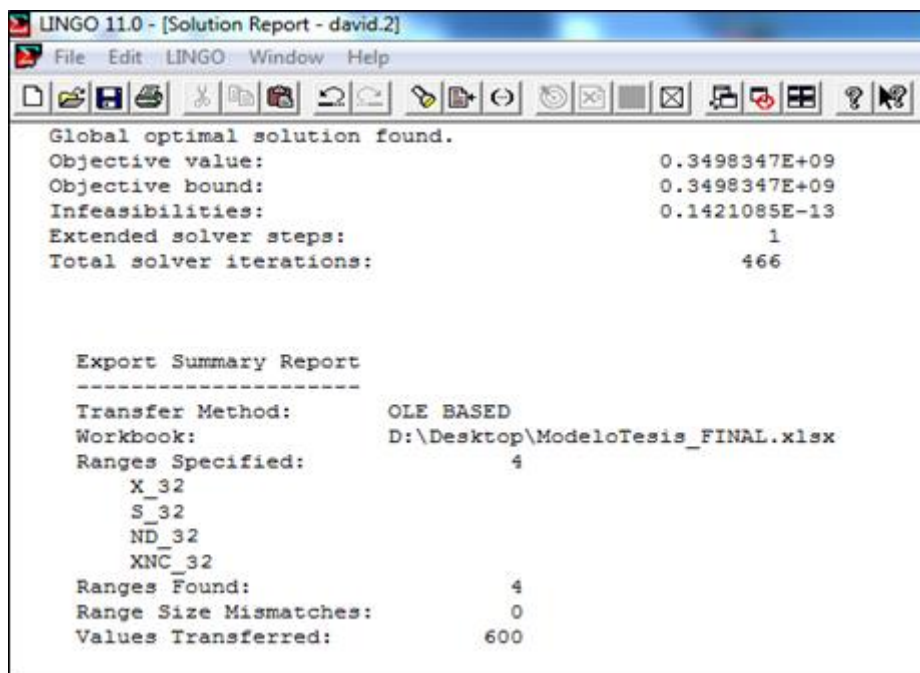 LINGO 11.0 - [Solution Report - david.2]
File Edit LINGO Window Help
Global optimal solution found.
Objective value: 0.3498347E+09
Objective bound: 0.3498347E+09
Infeasibilities: 0.1421085E-13
Extended solver steps: 1
Total solver iterations: 466
Export Summary Report
----------------------
Transfer Method: OLE BASED
Workbook: D:\Desktop\ModeloTesis_FINAL.xlsx
Ranges Specified: 4
X_32
S_32
ND_32
XNC_32
Ranges Found: 4
Range Size Mismatches: 0
Values Transferred: 600